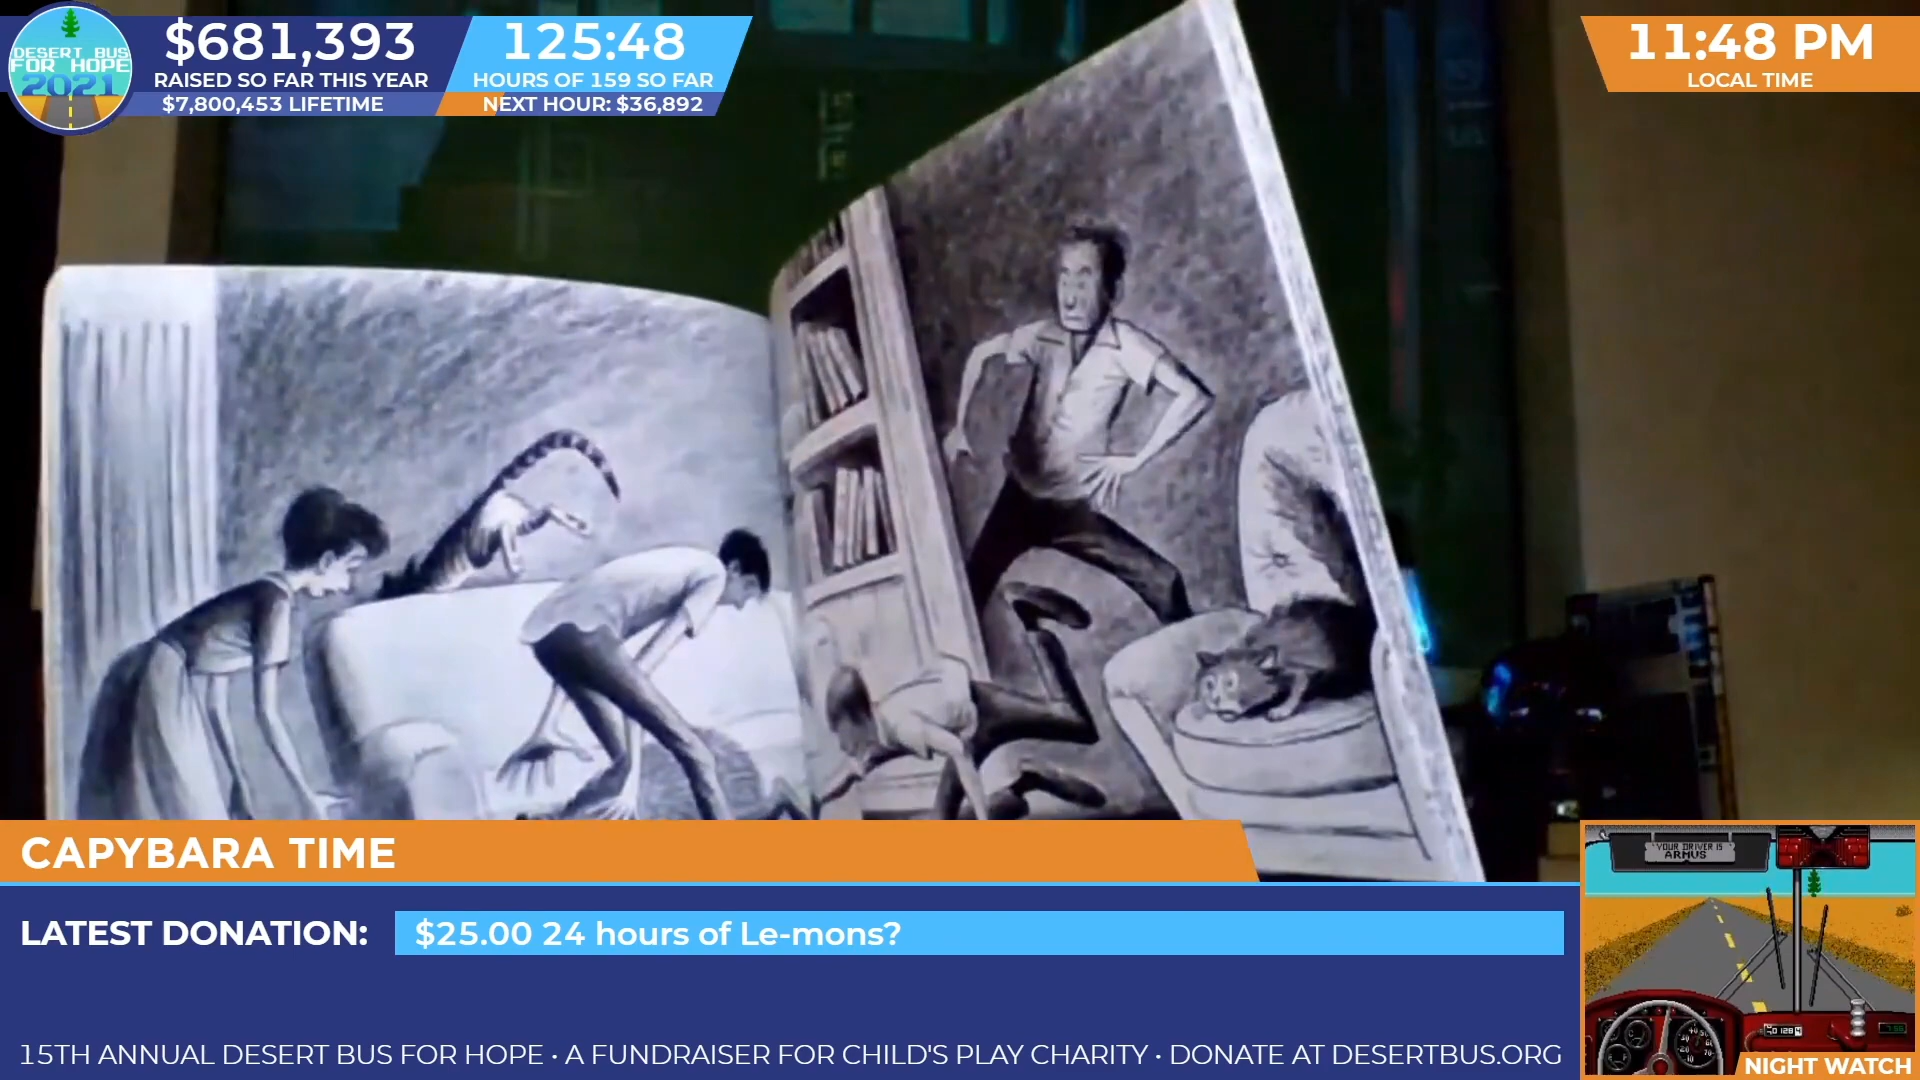 DESERT BUS
FOR HOPE
2021
$681,393
RAISED SO FAR THIS YEAR
$7,800,453 LIFETIME
125:48
HOURS OF 159 SO FAR
NEXT HOUR: $36,892
11:48 PM
LOCAL TIME
CAPYBARA TIME
LATEST DONATION: $25.00 24 hours of Le-mons?
YOUR DRIVER IS
ARMUS
NIGHT WATCH
15TH ANNUAL DESERT BUS FOR HOPE · A FUNDRAISER FOR CHILD'S PLAY CHARITY · DONATE AT DESERTBUS.ORG